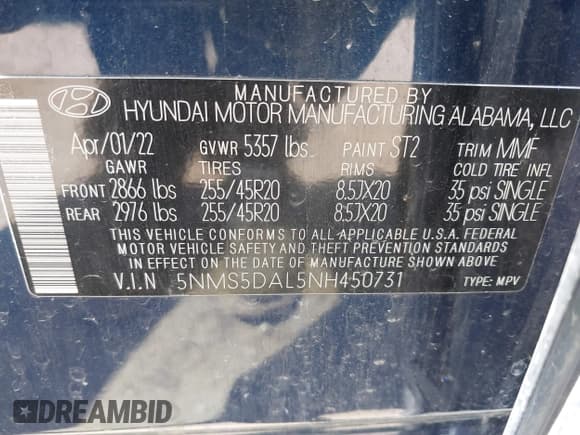 MANUFACTURED BY
HYUNDAI MOTOR MANUFACTURING ALABAMA, LLC
Apr/01/22 GVWR 5357 lbs. PAINT ST2 TRIM MMF
GAWR TIRES RIMS COLD TIRE INFL
FRONT 2866 lbs 255/45R20 8.5JX20 35 psi SINGLE
REAR 2976 lbs 255/45R20 8.5JX20 35 psi SINGLE
THIS VEHICLE CONFORMS TO ALL APPLICABLE U.S.A. FEDERAL
MOTOR VEHICLE SAFETY AND THEFT PREVENTION STANDARDS
IN EFFECT ON THE DATE OF MANUFACTURE SHOWN ABOVE
V.I.N 5NMS5DAL5NH450731 TYPE: MPV
DREAMBID